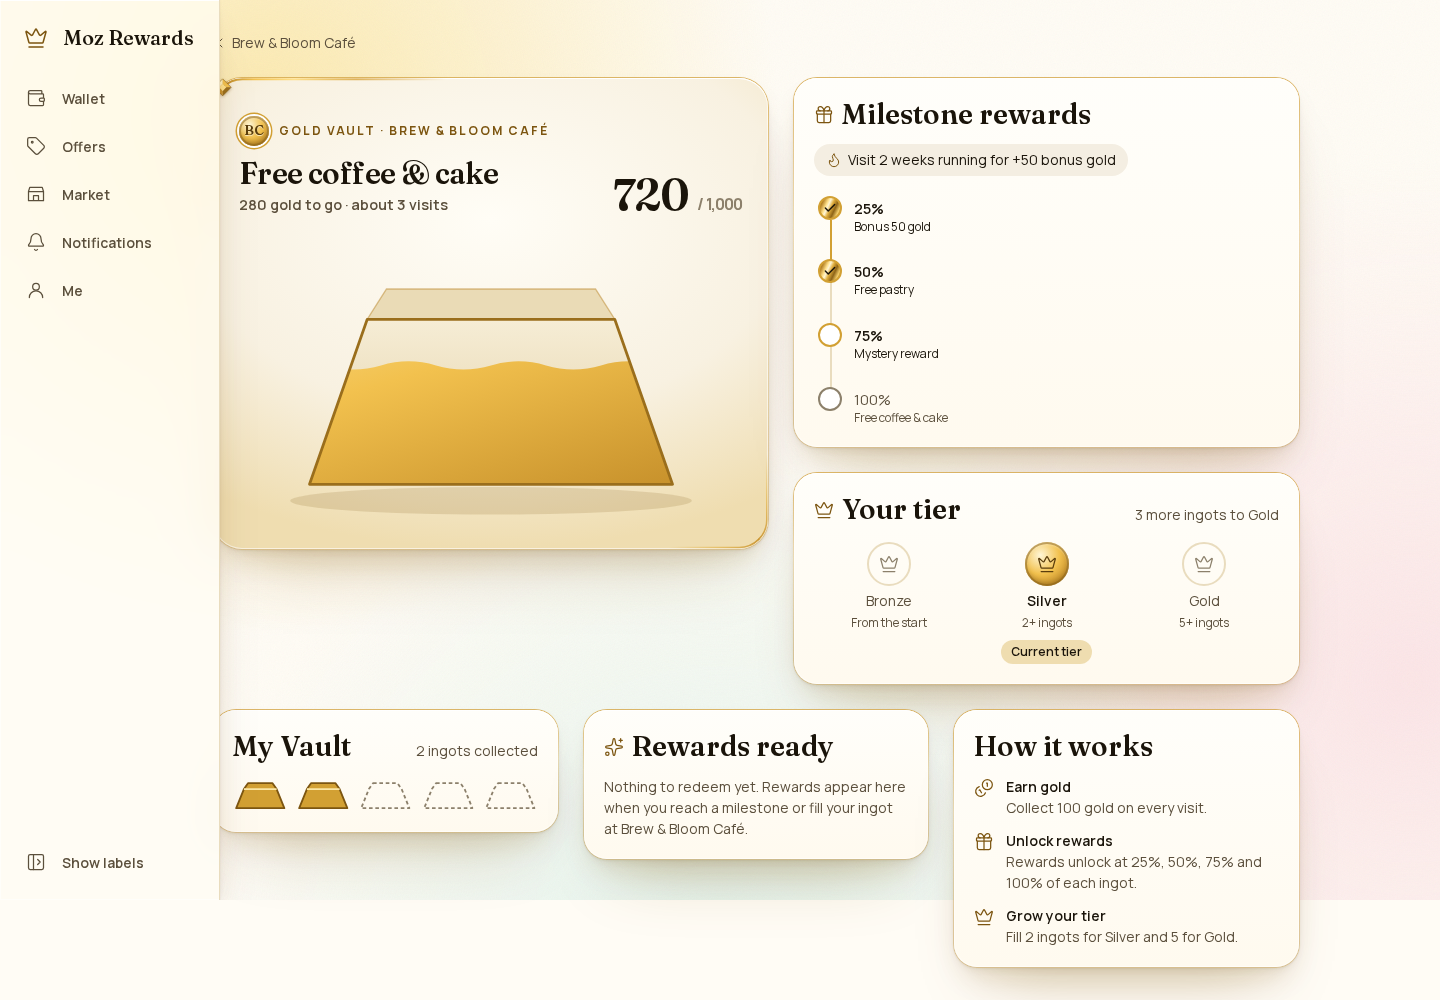 Moz Rewards
Wallet
Offers
Market
Notifications
Me
Show labels
Brew & Bloom Café
BC
GOLD VAULT · BREW & BLOOM CAFÉ
Free coffee & cake
280 gold to go · about 3 visits
720 / 1,000
Milestone rewards
Visit 2 weeks running for +50 bonus gold
25%
Bonus 50 gold
50%
Free pastry
75%
Mystery reward
100%
Free coffee & cake
Your tier
3 more ingots to Gold
Bronze
From the start
Silver
2+ ingots
Current tier
Gold
5+ ingots
My Vault
2 ingots collected
Rewards ready
Nothing to redeem yet. Rewards appear here
when you reach a milestone or fill your ingot
at Brew & Bloom Café.
How it works
Earn gold
Collect 100 gold on every visit.
Unlock rewards
Rewards unlock at 25%, 50%, 75% and
100% of each ingot.
Grow your tier
Fill 2 ingots for Silver and 5 for Gold.